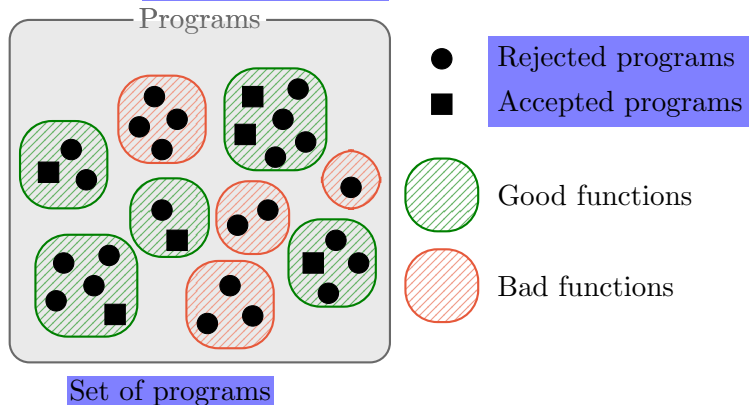 Programs
Rejected programs
Accepted programs
Good functions
Bad functions
Set of programs